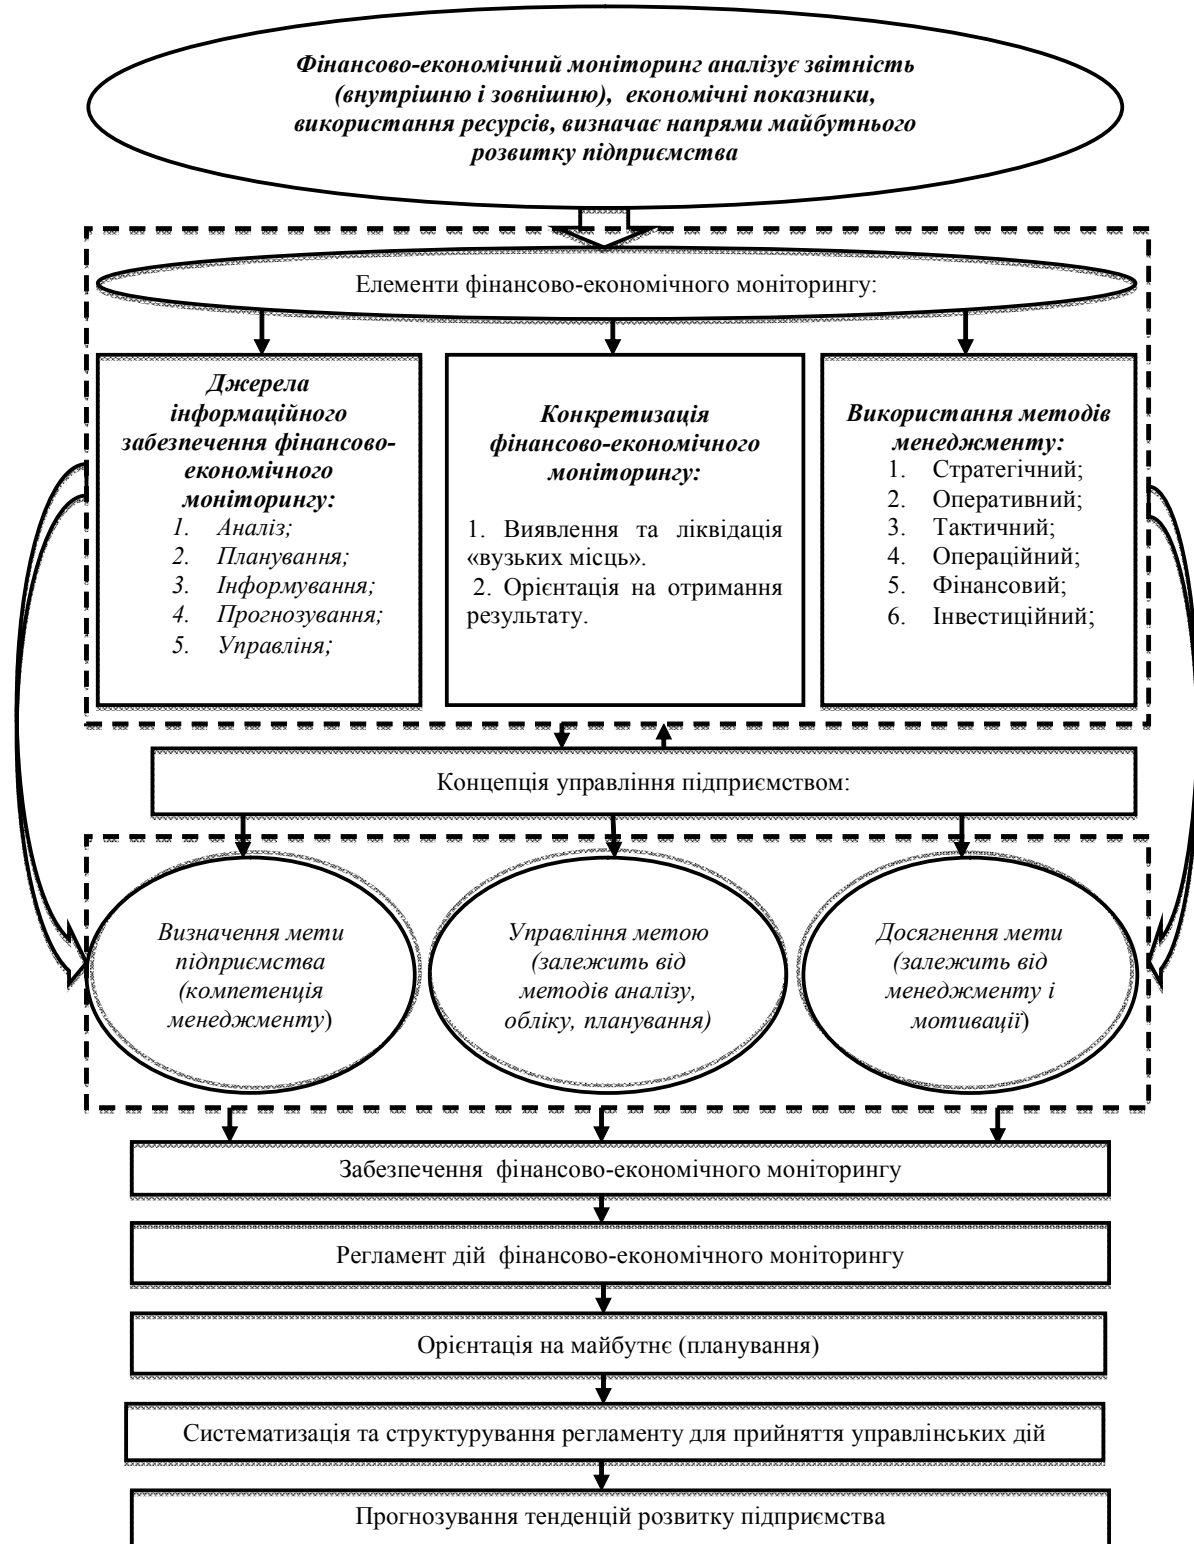 Фінансово-економічний моніторинг аналізує звітність
(внутрішню і зовнішню), економічні показники,
використання ресурсів, визначає напрями майбутнього
розвитку підприємства
Елементи фінансово-економічного моніторингу:
Джерела
інформаційного
забезпечення фінансово-
економічного
моніторингу:
1. Аналіз;
2. Планування;
3. Інформування;
4. Прогнозування;
5. Управліня;
Конкретизація
фінансово-економічного
моніторингу:
1. Виявлення та ліквідація
«вузьких місць».
2. Орієнтація на отримання
результату.
Використання методів
менеджменту:
1. Стратегічний;
2. Оперативний;
3. Тактичний;
4. Операційний;
5. Фінансовий;
6. Інвестиційний;
Концепція управління підприємством:
Визначення мети
підприємства
(компетенція
менеджменту)
Управління метою
(залежить від
методів аналізу,
обліку, планування)
Досягнення мети
(залежить від
менеджменту і
мотивації)
Забезпечення фінансово-економічного моніторингу
Регламент дій фінансово-економічного моніторингу
Орієнтація на майбутнє (планування)
Систематизація та структурування регламенту для прийняття управлінських дій
Прогнозування тенденцій розвитку підприємства